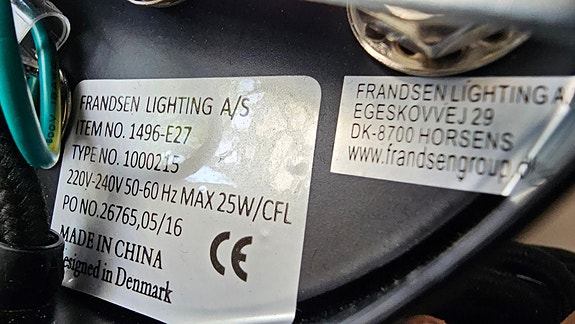 FRANDSEN LIGHTING A/S
ITEM NO. 1496-E27
TYPE NO. 1000215
220V-240V 50-60 Hz MAX 25W/CFL
PO NO.26765,05/16
MADE IN CHINA
Designed in Denmark
CE
FRANDSEN LIGHTING A
EGESKOVVEJ 29
DK-8700 HORSENS
www.frandsengroup.d